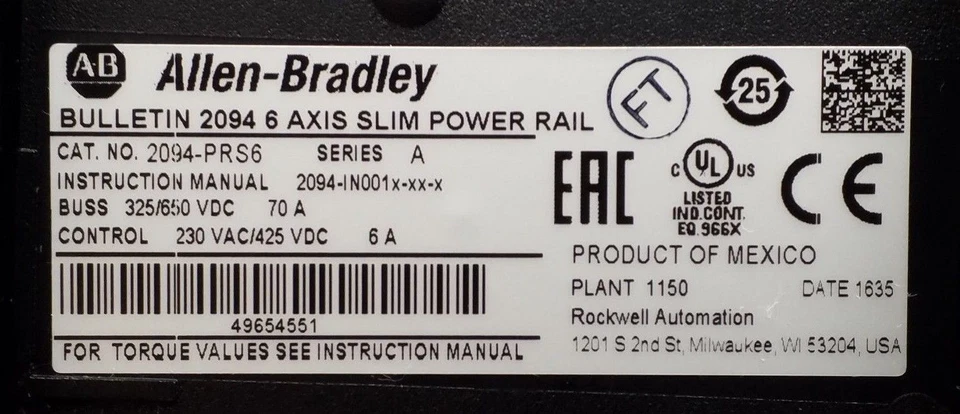 AB Allen-Bradley
BULLETIN 2094 6 AXIS SLIM POWER RAIL
CAT. NO. 2094-PRS6 SERIES A
INSTRUCTION MANUAL 2094-IN001x-xx-x
BUSS 325/650 VDC 70 A
CONTROL 230 VAC/425 VDC 6 A
49654551
FOR TORQUE VALUES SEE INSTRUCTION MANUAL
FT
25
EAC
C UL US
LISTED
IND.CONT.
EQ.966X
CE
PRODUCT OF MEXICO
PLANT 1150 DATE 1635
Rockwell Automation
1201 S 2nd St, Milwaukee, WI 53204, USA